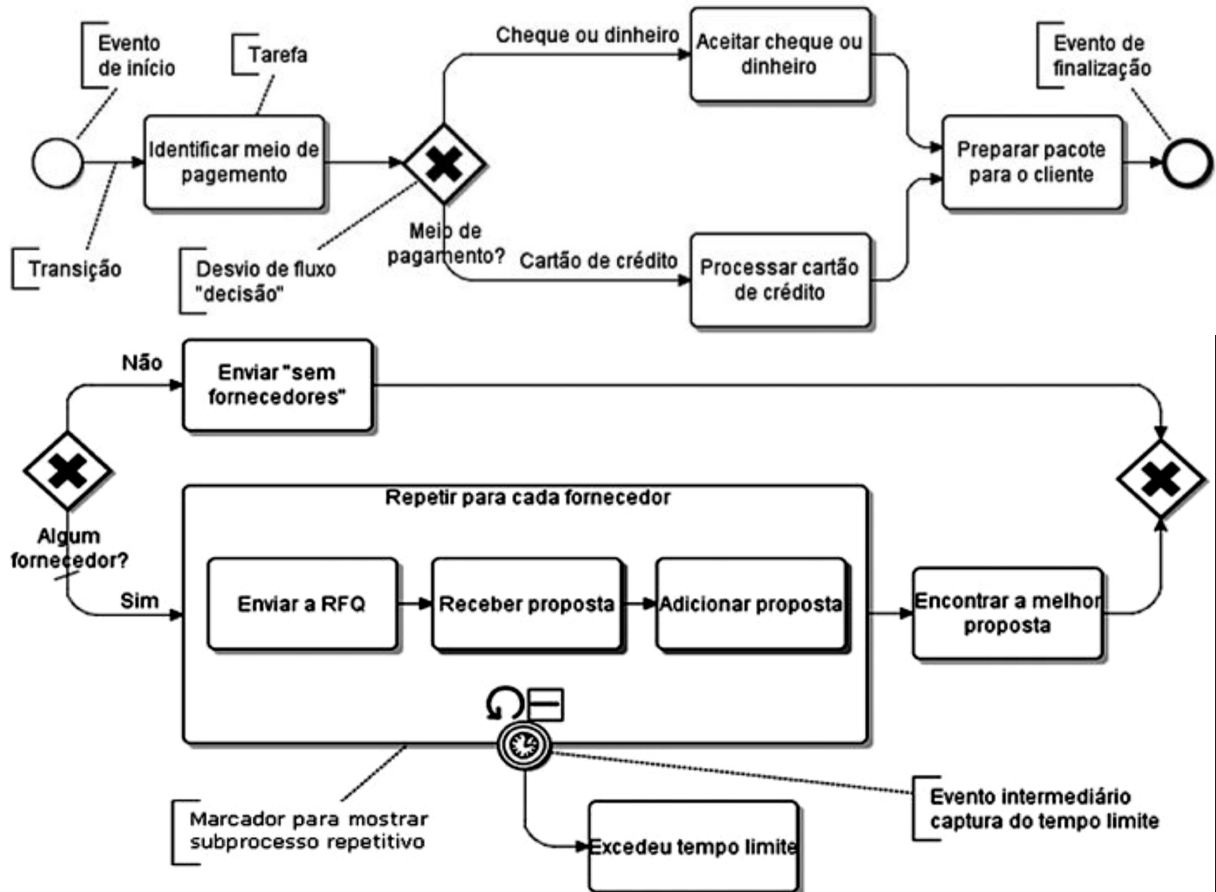 Evento
de início
Tarefa
Cheque ou dinheiro
Aceitar cheque ou
dinheiro
Evento de
finalização
Identificar meio de
pagemento
Preparar pacote
para o cliente
Transição
Desvio de fluxo
"decisão"
Meio de
pagamento?
Cartão de crédito
Processar cartão
de crédito
Não
Enviar "sem
fornecedores"
Algum
fornecedor?
Sim
Repetir para cada fornecedor
Enviar a RFQ
Receber proposta
Adicionar proposta
Encontrar a melhor
proposta
Marcador para mostrar
subprocesso repetitivo
Excedeu tempo limite
Evento intermediário
captura do tempo limite